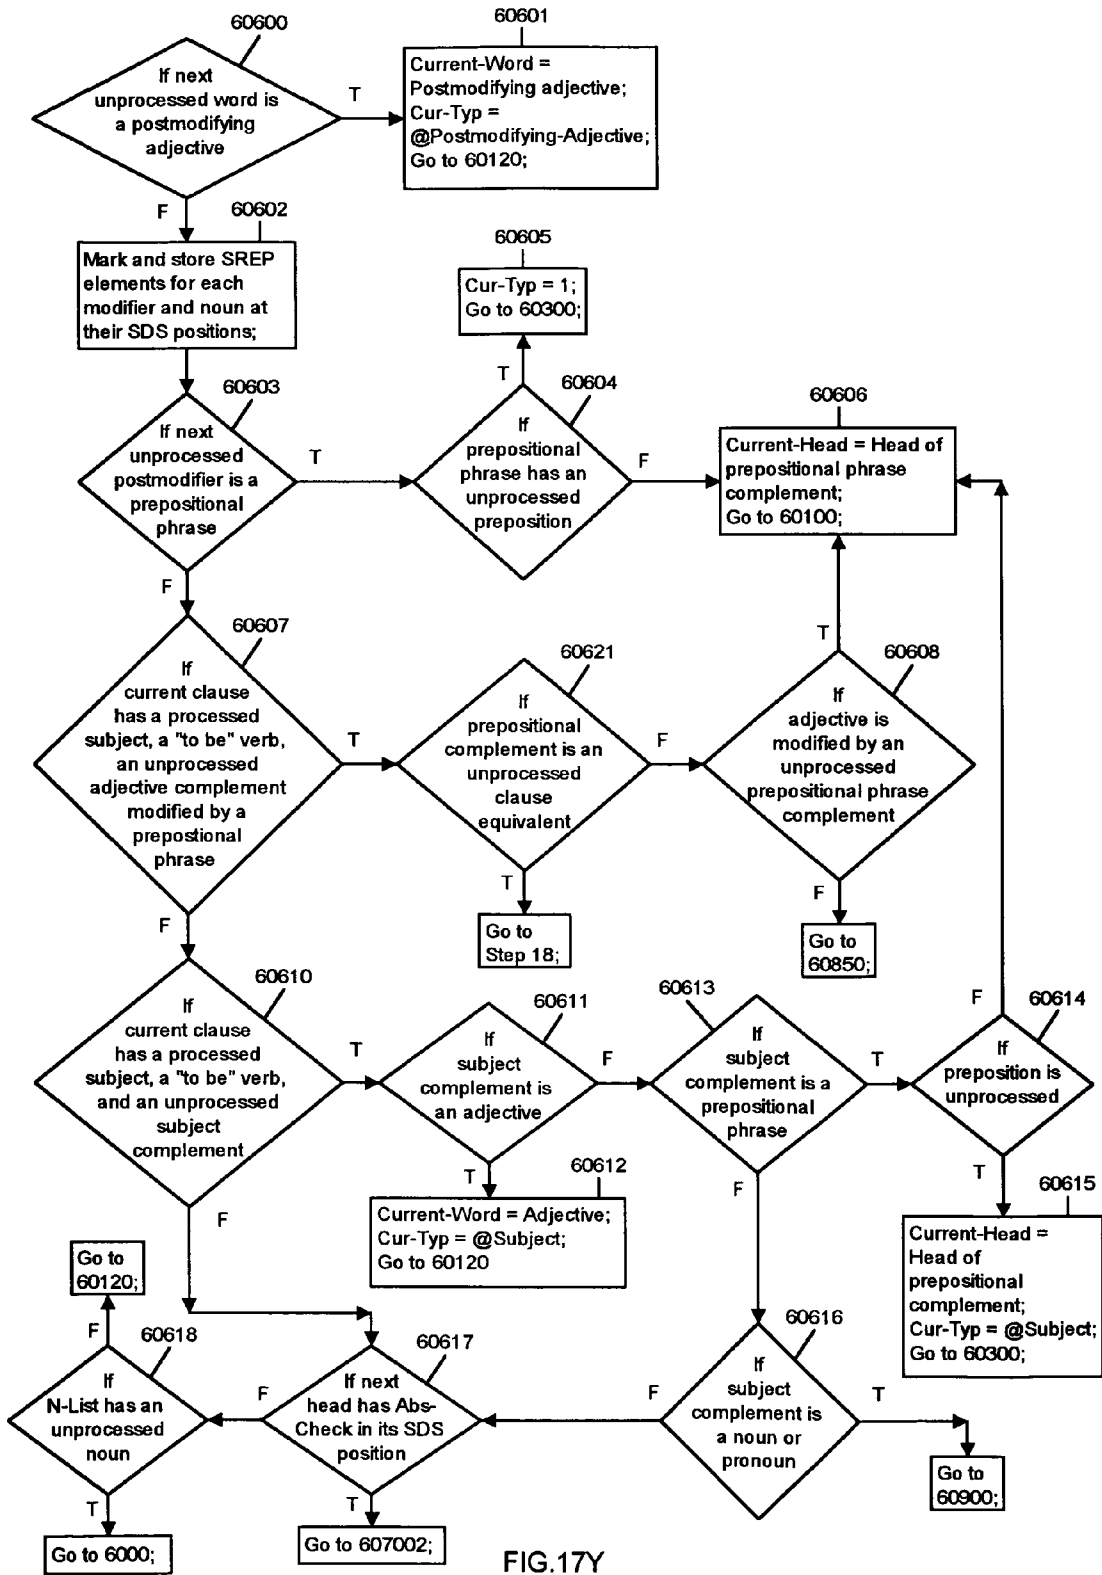 60600
If next
unprocessed word is
a postmodifying
adjective
T
F
60601
Current-Word =
Postmodifying adjective;
Cur-Typ =
@Postmodifying-Adjective;
Go to 60120;
60602
Mark and store SREP
elements for each
modifier and noun at
their SDS positions;
60605
Cur-Typ = 1;
Go to 60300;
60603
If next
unprocessed
postmodifier is a
prepositional
phrase
T
F
60604
T
If
prepositional
phrase has an
unprocessed
preposition
F
60606
Current-Head = Head of
prepositional phrase
complement;
Go to 60100;
60607
If
current clause
has a processed
subject, a "to be" verb,
an unprocessed
adjective complement
modified by a
prepostional
phrase
T
F
60621
If
prepositional
complement is an
unprocessed
clause
equivalent
F
T
Go to
Step 18;
60608
T
If
adjective is
modified by an
unprocessed
prepositional phrase
complement
F
Go to
60850;
60610
If
current clause
has a processed
subject, a "to be" verb,
and an unprocessed
subject
complement
T
F
60611
If
subject
complement is
an adjective
F
T
60612
Current-Word = Adjective;
Cur-Typ = @Subject;
Go to 60120
60613
If
subject
complement is a
prepositional
phrase
T
F
60614
F
If
preposition is
unprocessed
T
60615
Current-Head =
Head of
prepositional
complement;
Cur-Typ = @Subject;
Go to 60300;
60616
If
subject
complement is
a noun or
pronoun
F
T
Go to
60900;
60617
If next
head has Abs-
Check in its SDS
position
F
T
Go to 607002;
60618
If
N-List has an
unprocessed
noun
F
Go to
60120;
T
Go to 6000;
FIG.17Y